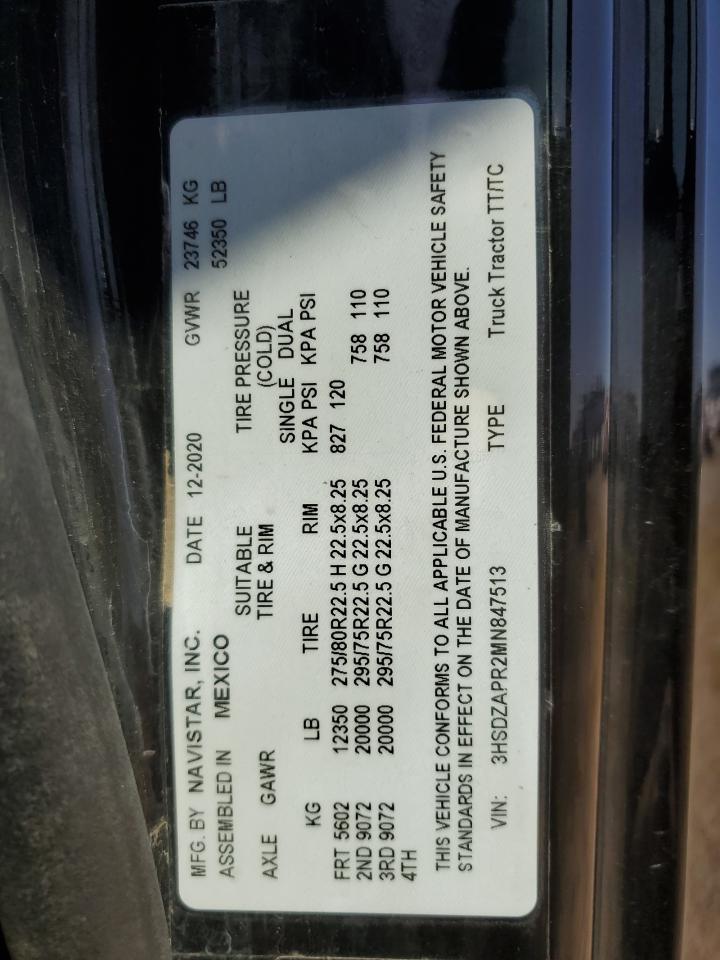 MFG. BY NAVISTAR, INC. DATE 12-2020 GVWR 23746 KG
ASSEMBLED IN MEXICO 52350 LB
SUITABLE TIRE PRESSURE
AXLE GAWR TIRE & RIM (COLD)
SINGLE DUAL
KG LB TIRE RIM KPA PSI KPA PSI
FRT 5602 12350 275/80R22.5 H 22.5x8.25 827 120
2ND 9072 20000 295/75R22.5 G 22.5x8.25 758 110
3RD 9072 20000 295/75R22.5 G 22.5x8.25 758 110
4TH
THIS VEHICLE CONFORMS TO ALL APPLICABLE U.S. FEDERAL MOTOR VEHICLE SAFETY
STANDARDS IN EFFECT ON THE DATE OF MANUFACTURE SHOWN ABOVE.
VIN: 3HSDZAPR2MN847513 TYPE Truck Tractor TT/TC